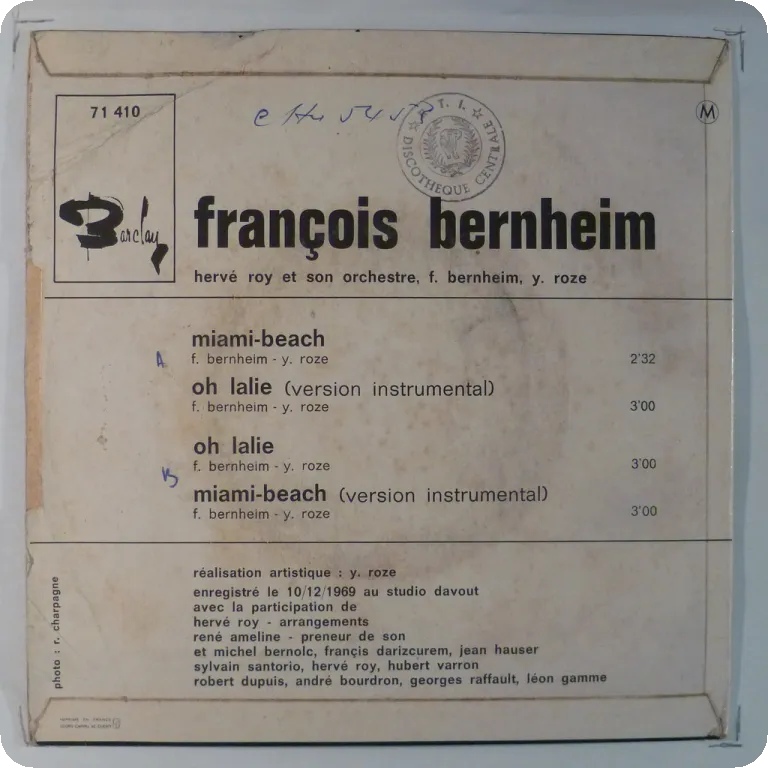 71 410
Barclay
T. I.
DISCOTHEQUE CENTRALE
M
françois bernheim
hervé roy et son orchestre, f. bernheim, y. roze
A
miami-beach
f. bernheim - y. roze 2'32
oh lalie (version instrumental)
f. bernheim - y. roze 3'00
B
oh lalie
f. bernheim - y. roze 3'00
miami-beach (version instrumental)
f. bernheim - y. roze 3'00
réalisation artistique : y. roze
enregistré le 10/12/1969 au studio davout
avec la participation de
hervé roy - arrangements
rené ameline - preneur de son
et michel bernolc, françis darizcurem, jean hauser
sylvain santorio, hervé roy, hubert varron
robert dupuis, andré bourdron, georges raffault, léon gamme
photo : r. charpagne